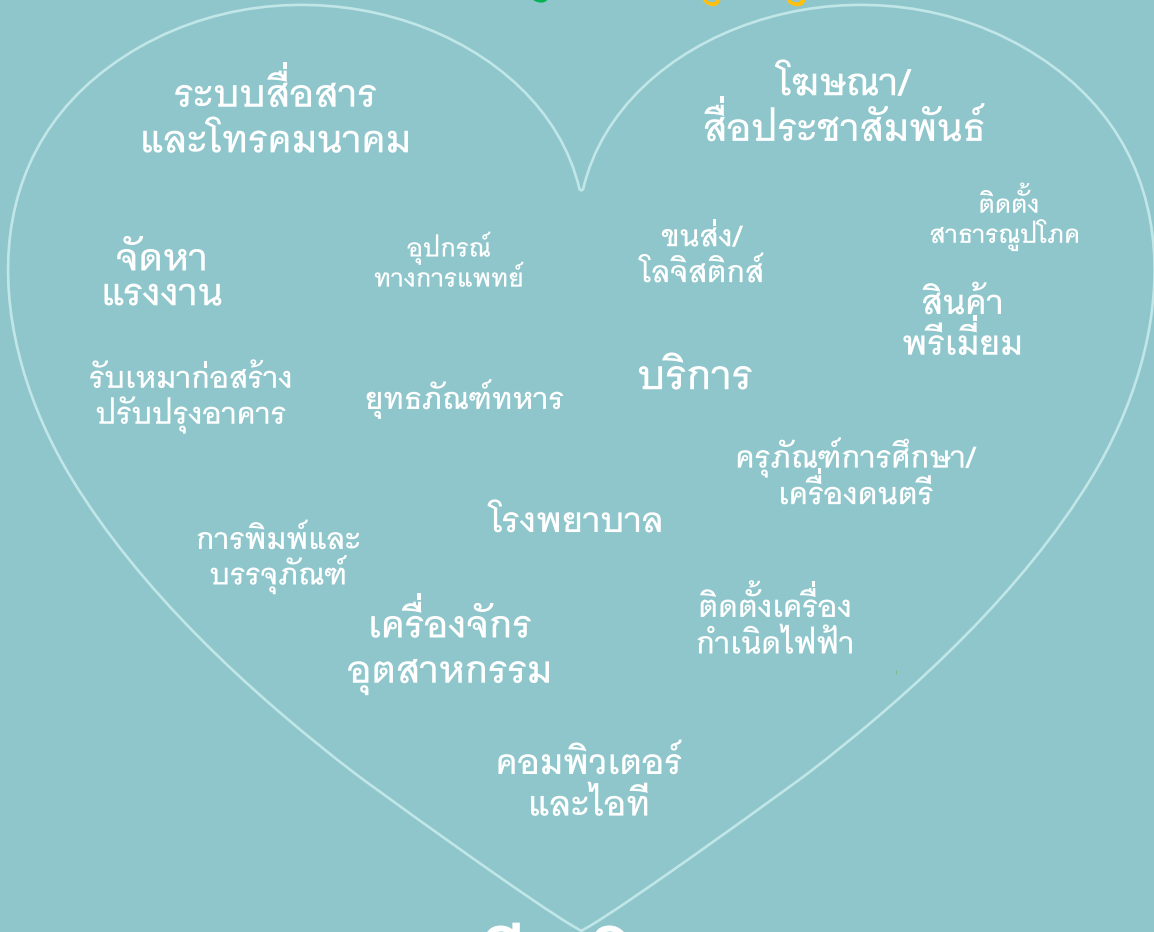 ระบบสื่อสาร
และโทรคมนาคม
โฆษณา/
สื่อประชาสัมพันธ์
ติดตั้ง
สาธารณูปโภค
จัดหา
แรงงาน
อุปกรณ์
ทางการแพทย์
ขนส่ง/
โลจิสติกส์
สินค้า
พรีเมี่ยม
รับเหมาก่อสร้าง
ปรับปรุงอาคาร
ยุทธภัณฑ์ทหาร
บริการ
ครุภัณฑ์การศึกษา/
เครื่องดนตรี
โรงพยาบาล
การพิมพ์และ
บรรจุภัณฑ์
เครื่องจักร
อุตสาหกรรม
ติดตั้งเครื่อง
กำเนิดไฟฟ้า
คอมพิวเตอร์
และไอที